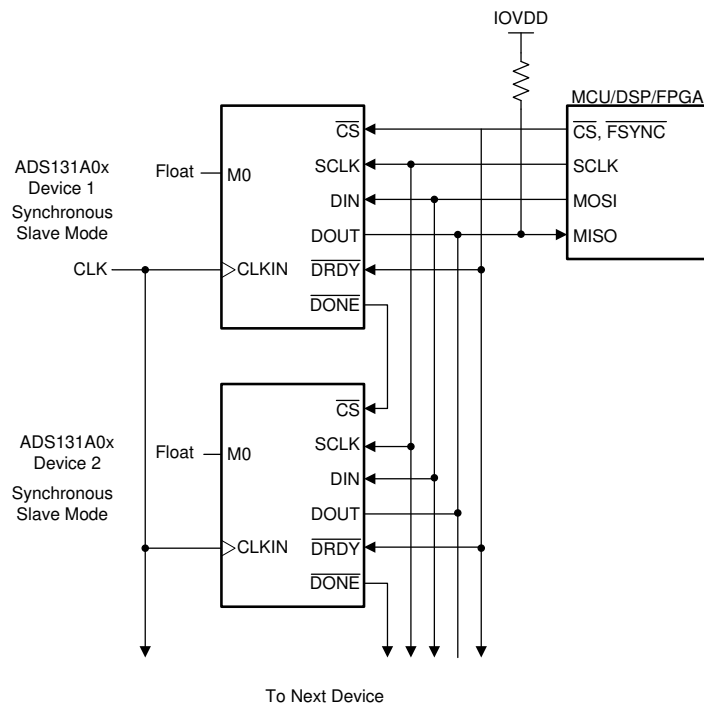 IOVDD
MCU/DSP/FPGA
CS, FSYNC
SCLK
MOSI
MISO
ADS131A0x
Device 1
Synchronous
Slave Mode
Float
CLK
M0
CLKIN
CS
SCLK
DIN
DOUT
DRDY
DONE
ADS131A0x
Device 2
Synchronous
Slave Mode
Float
M0
CLKIN
CS
SCLK
DIN
DOUT
DRDY
DONE
To Next Device